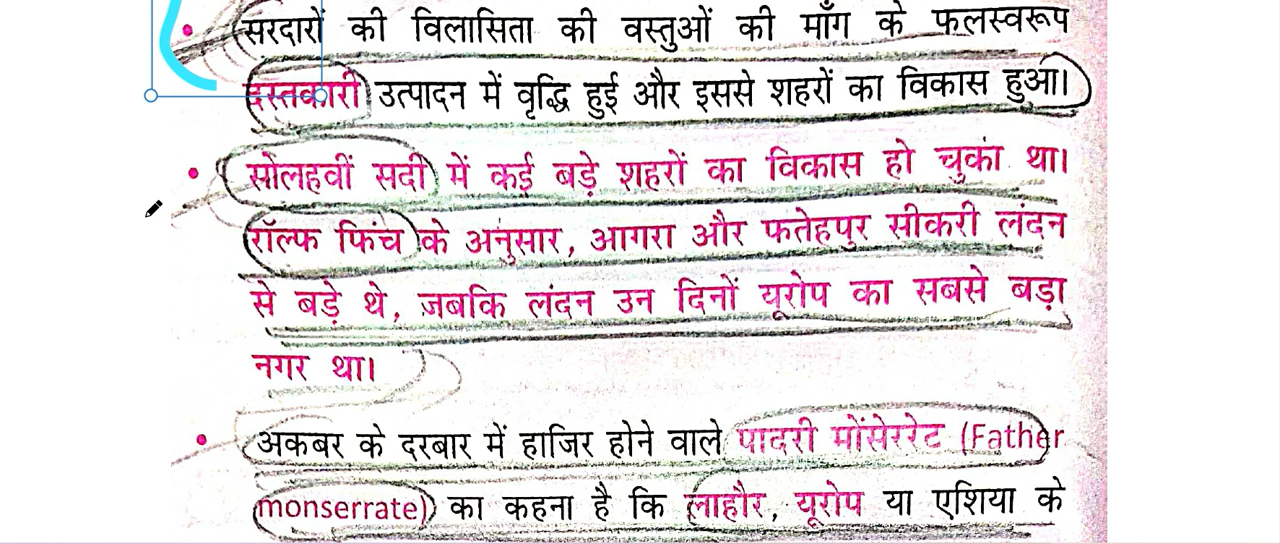 सरदारों की विलासिता की वस्तुओं की माँग के फलस्वरूप
दस्तकारी उत्पादन में वृद्धि हुई और इससे शहरों का विकास हुआ।
सोलहवीं सदी में कई बड़े शहरों का विकास हो चुका था।
रॉल्फ फिंच के अनुसार, आगरा और फतेहपुर सीकरी लंदन
से बड़े थे, जबकि लंदन उन दिनों यूरोप का सबसे बड़ा
नगर था।
अकबर के दरबार में हाजिर होने वाले पादरी मोंसेररेट (Father
monserrate) का कहना है कि लाहौर, यूरोप या एशिया के